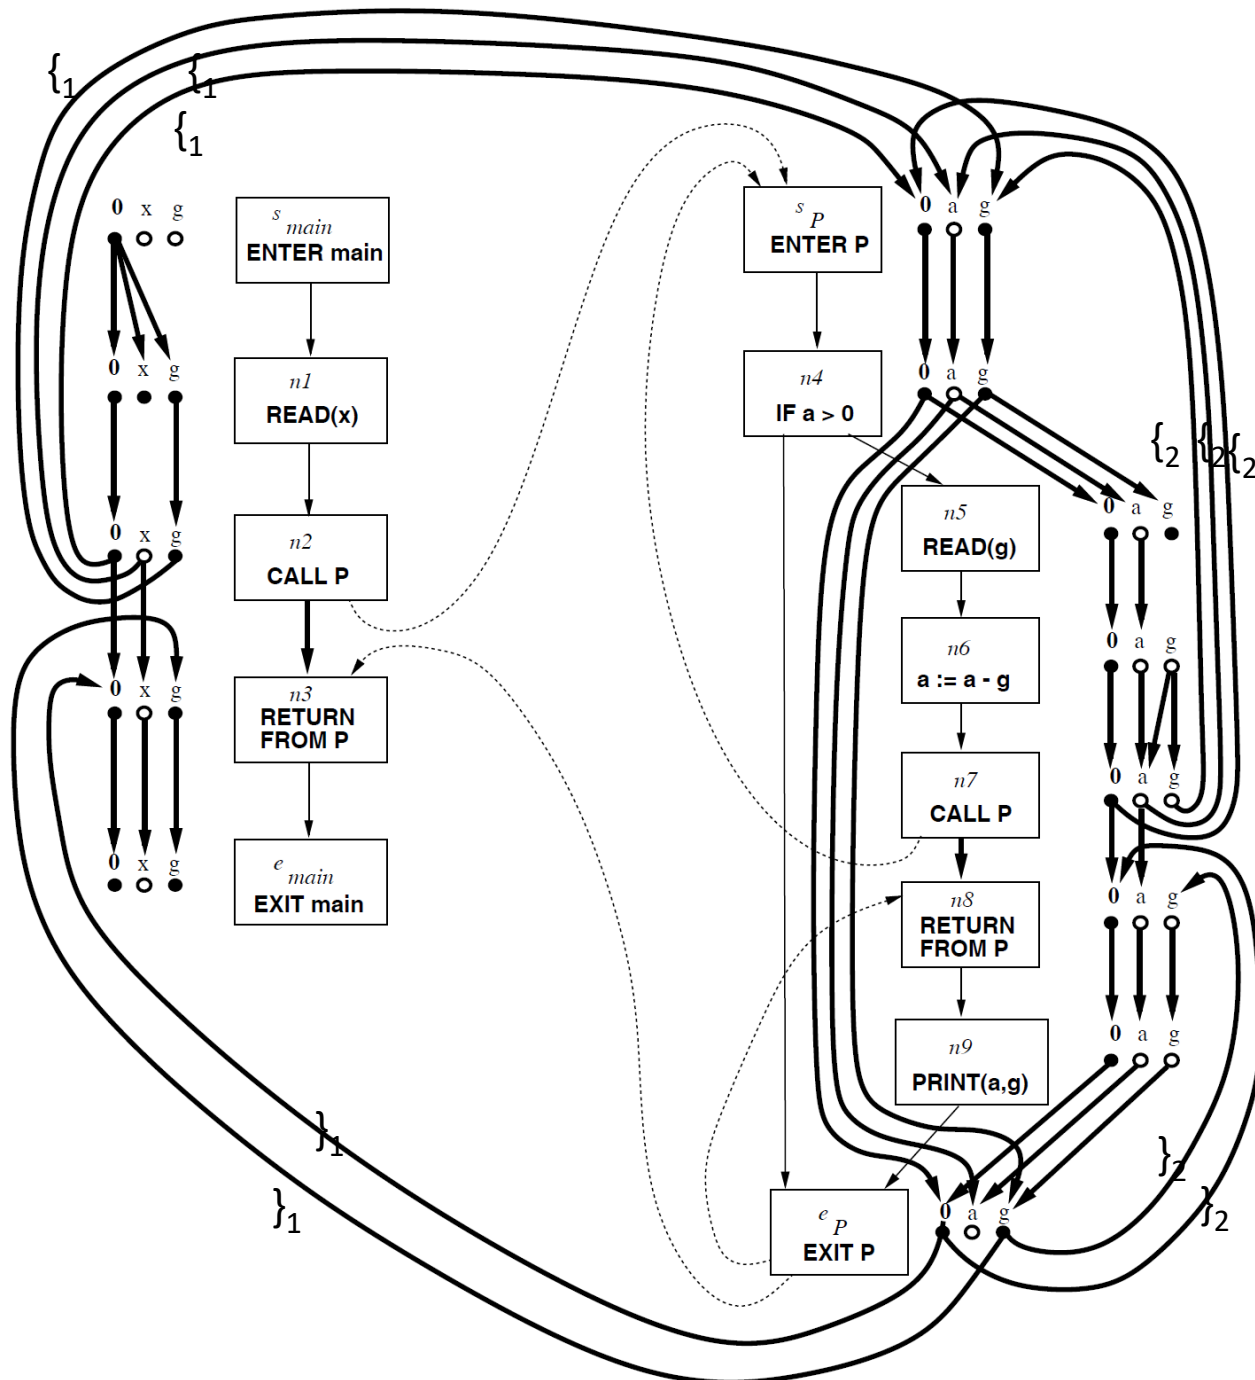 {1
{1
{1
0 x g
s main
ENTER main
s P
ENTER P
0 a g
0 x g
n1
READ(x)
n4
IF a > 0
0 a g
{2 {2 {2
0 x g
n2
CALL P
n5
READ(g)
0 a g
n6
a := a - g
0 a g
0 x g
n3
RETURN
FROM P
n7
CALL P
0 a g
0 x g
e main
EXIT main
n8
RETURN
FROM P
0 a g
n9
PRINT(a,g)
0 a g
}1
}1
}2
}2
e P
EXIT P
0 a g